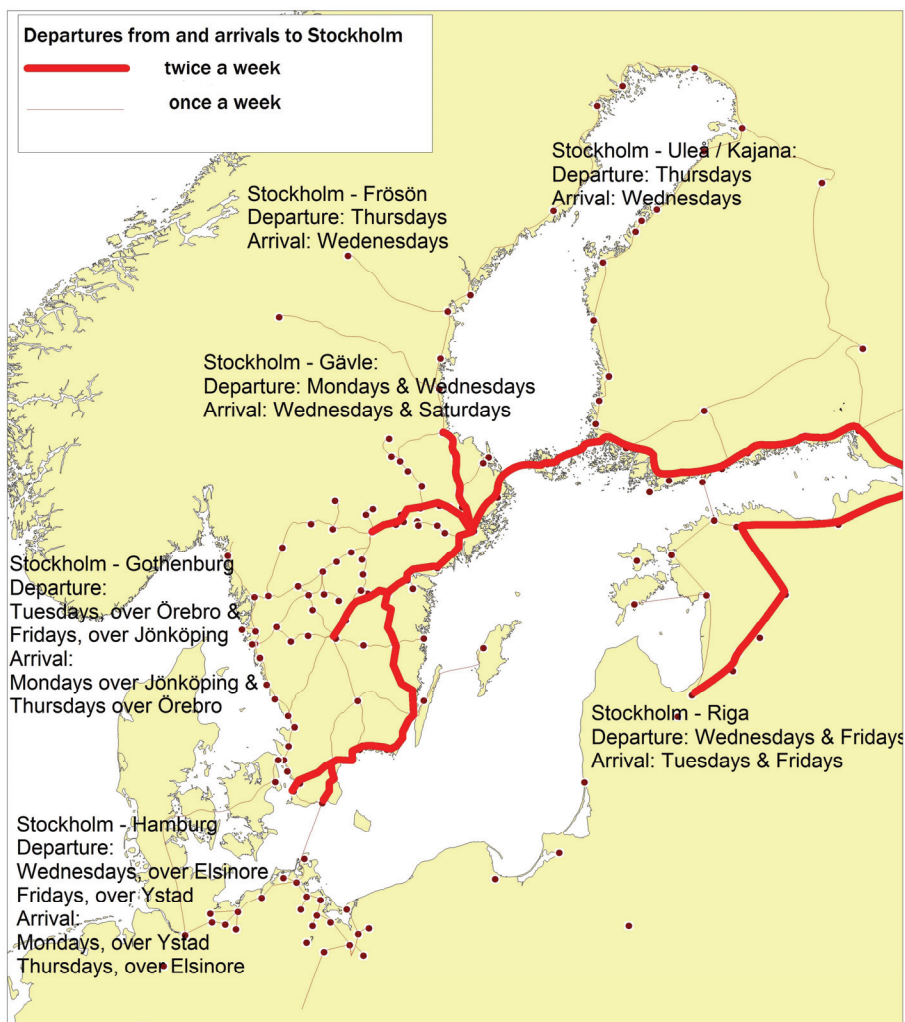 Departures from and arrivals to Stockholm
twice a week
once a week
Stockholm - Uleå / Kajana:
Departure: Thursdays
Arrival: Wednesdays
Stockholm - Frösön
Departure: Thursdays
Arrival: Wedenesdays
Stockholm - Gävle:
Departure: Mondays & Wednesdays
Arrival: Wednesdays & Saturdays
Stockholm - Gothenburg
Departure:
Tuesdays, over Örebro &
Fridays, over Jönköping
Arrival:
Mondays over Jönköping &
Thursdays over Örebro
Stockholm - Riga
Departure: Wednesdays & Fridays
Arrival: Tuesdays & Fridays
Stockholm - Hamburg
Departure:
Wednesdays, over Elsinore
Fridays, over Ystad
Arrival:
Mondays, over Ystad
Thursdays, over Elsinore